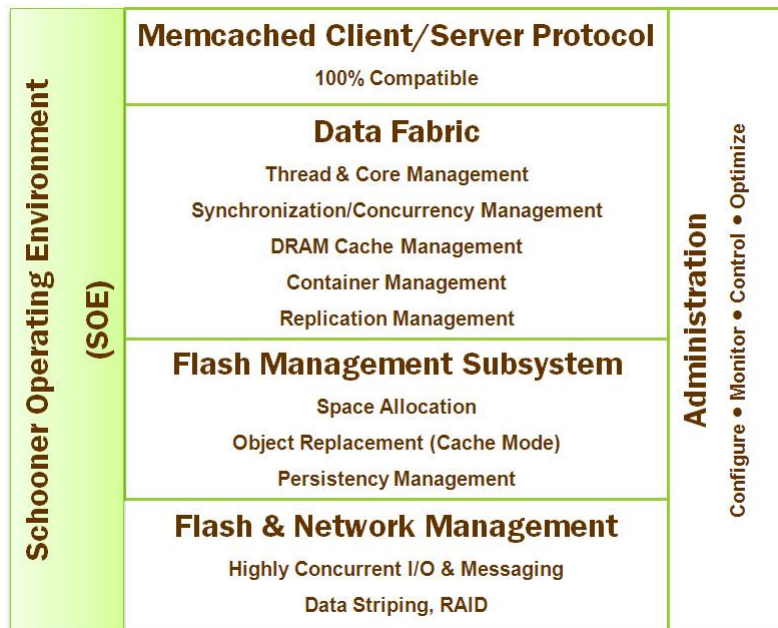 Schooner Operating Environment
(SOE)
Memcached Client/Server Protocol
100% Compatible
Data Fabric
Thread & Core Management
Synchronization/Concurrency Management
DRAM Cache Management
Container Management
Replication Management
Flash Management Subsystem
Space Allocation
Object Replacement (Cache Mode)
Persistency Management
Flash & Network Management
Highly Concurrent I/O & Messaging
Data Striping, RAID
Administration
Configure ● Monitor ● Control ● Optimize